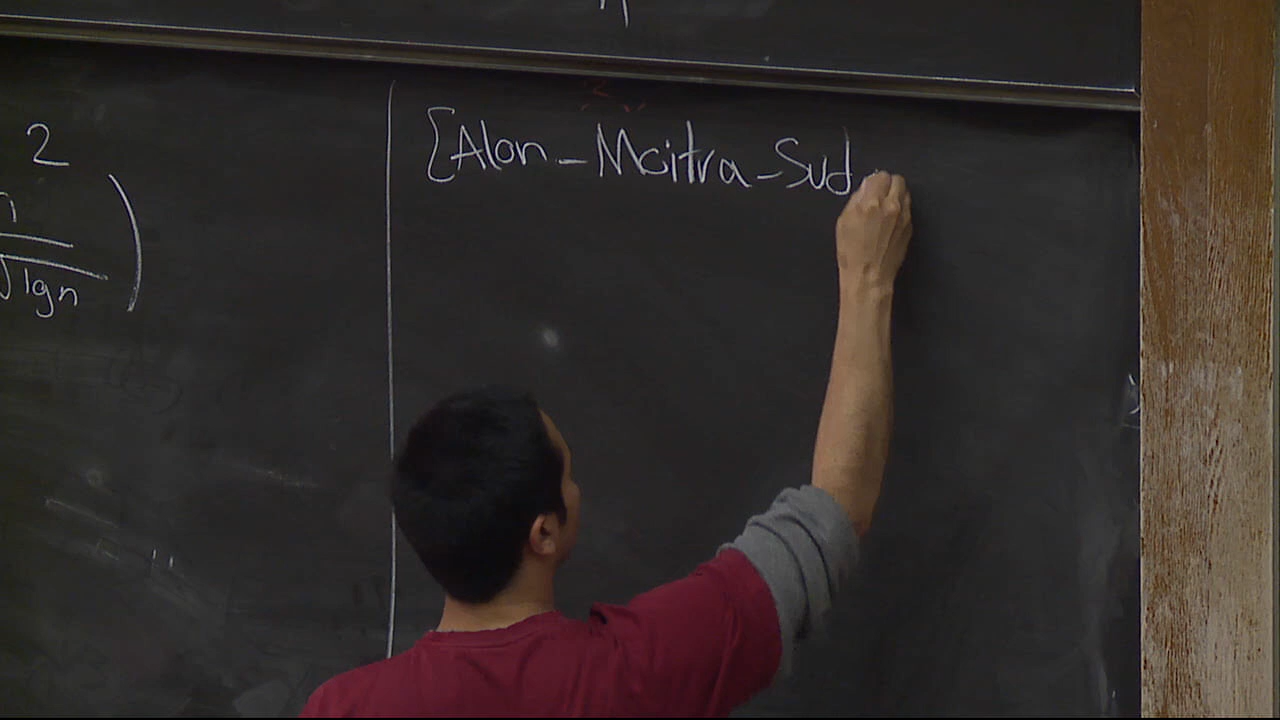 2
n
√lgn )
[Alon - Moitra - Sud